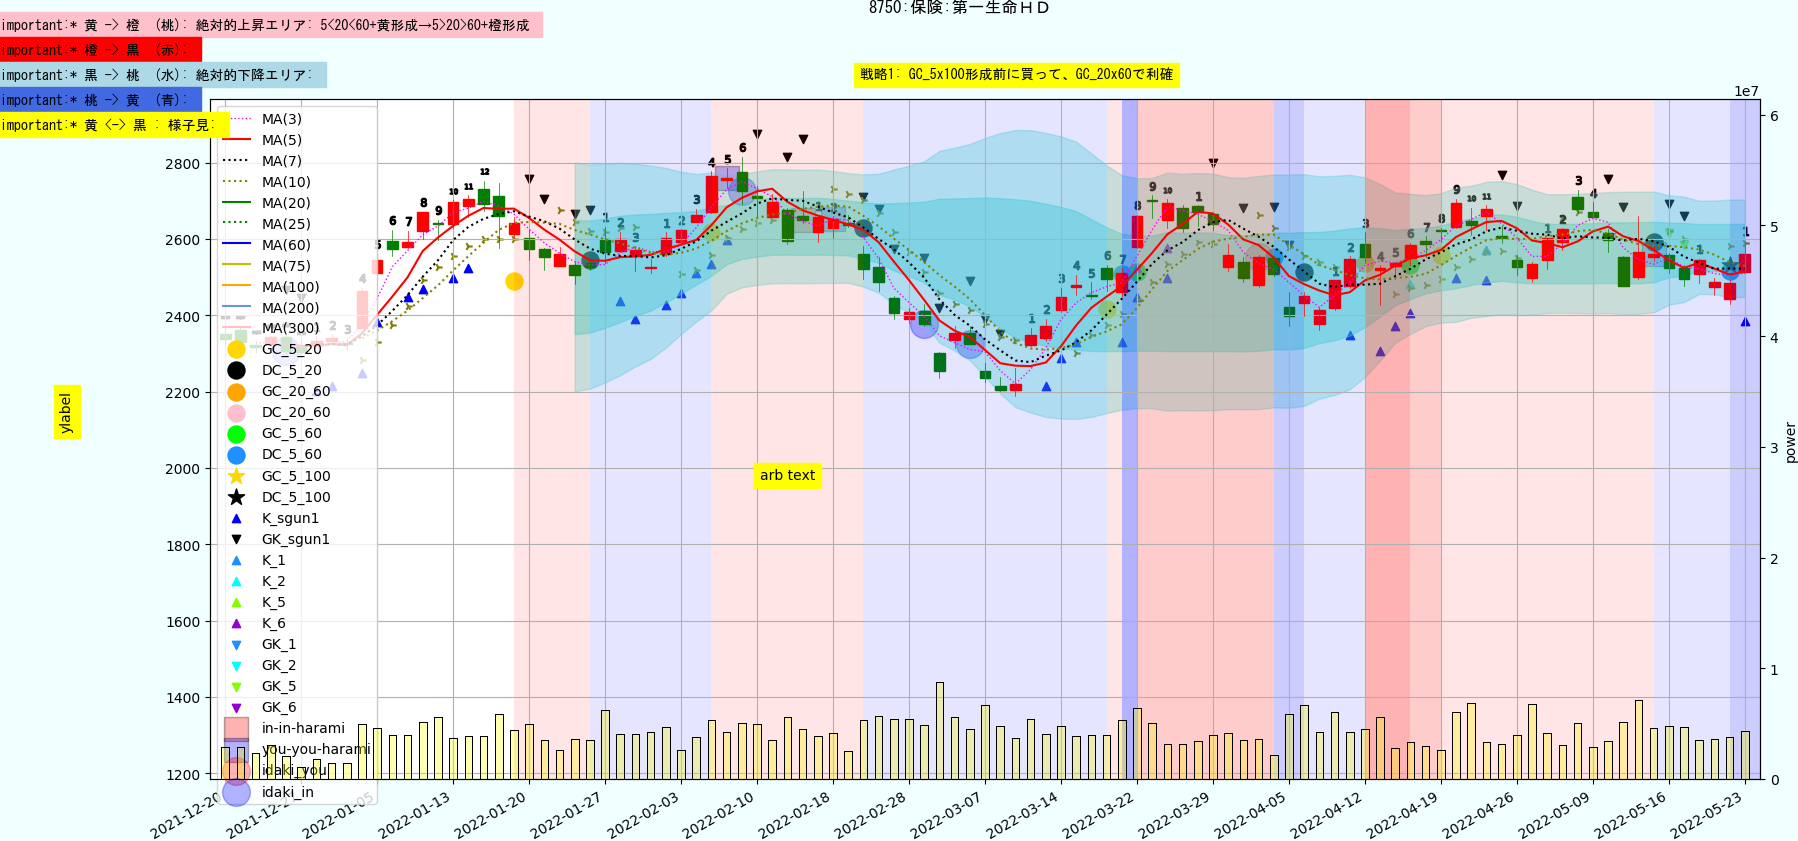 8750:保険:第一生命ＨＤ
important:* 黄 -> 橙 （桃）: 絶対的上昇エリア: 5<20<60+黄形成→5>20>60+橙形成
important:* 橙 -> 黒 （赤）:
important:* 黒 -> 桃 （水）: 絶対的下降エリア:
important:* 桃 -> 黄 （青）:
important:* 黄 <-> 黒 : 様子見:
戦略1: GC_5x100形成前に買って、GC_20x60で利確
1e7
MA(3)
MA(5)
MA(7)
MA(10)
MA(20)
MA(25)
MA(60)
MA(75)
MA(100)
MA(200)
MA(300)
GC_5_20
DC_5_20
GC_20_60
DC_20_60
GC_5_60
DC_5_60
GC_5_100
DC_5_100
K_sgun1
GK_sgun1
K_1
K_2
K_5
K_6
GK_1
GK_2
GK_5
GK_6
in-in-harami
you-you-harami
idaki_you
idaki_in
arb text
ylabel
power
2800
2600
2400
2200
2000
1800
1600
1400
1200
6
5
4
3
2
1
0
2021-12-20
2022-01-05
2022-01-13
2022-01-20
2022-01-27
2022-02-03
2022-02-10
2022-02-18
2022-02-28
2022-03-07
2022-03-14
2022-03-22
2022-03-29
2022-04-05
2022-04-12
2022-04-19
2022-04-26
2022-05-09
2022-05-16
2022-05-23